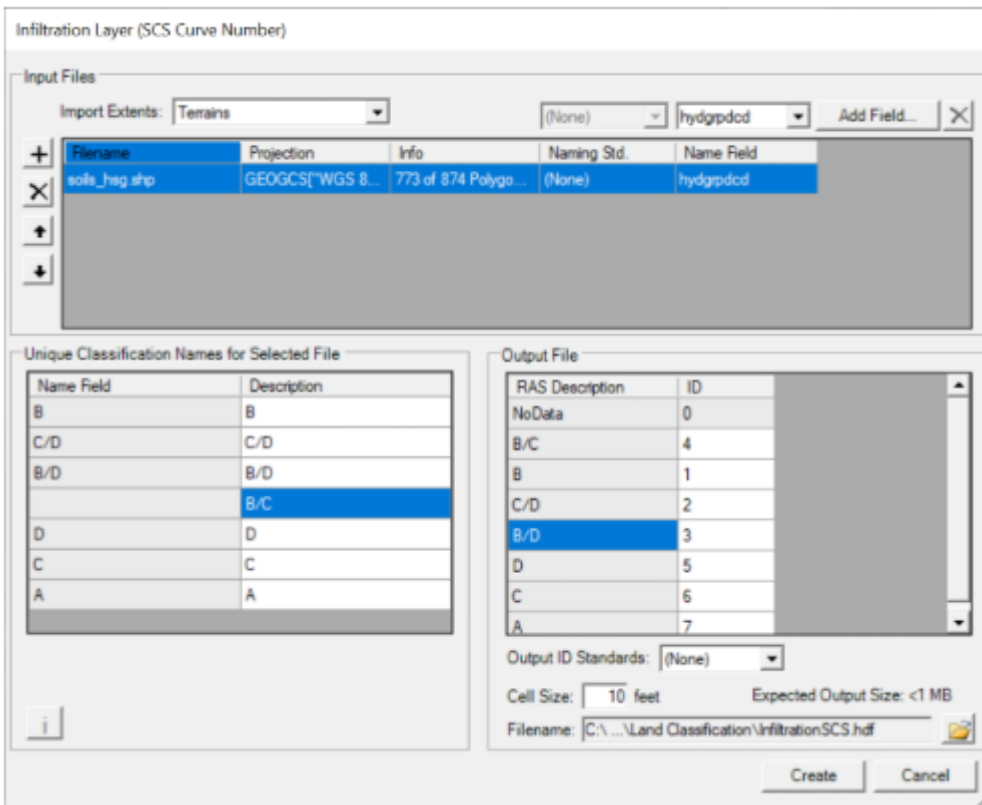 Infiltration Layer (SCS Curve Number)
Input Files
Import Extents: Terrains (None) hydgrpdcd Add Field...
Filename Projection Info Naming Std. Name Field
soils_hsg.shp GEOGCS["WGS 8... 773 of 874 Polygo... (None) hydgrpdcd
Unique Classification Names for Selected File
Name Field Description
B B
C/D C/D
B/D B/D
B/C
D D
C C
A A
Output File
RAS Description ID
NoData 0
B/C 4
B 1
C/D 2
B/D 3
D 5
C 6
A 7
Output ID Standards: (None)
Cell Size: 10 feet Expected Output Size: <1 MB
Filename: C:\ ...\Land Classification\InfiltrationSCS.hdf
i
Create Cancel